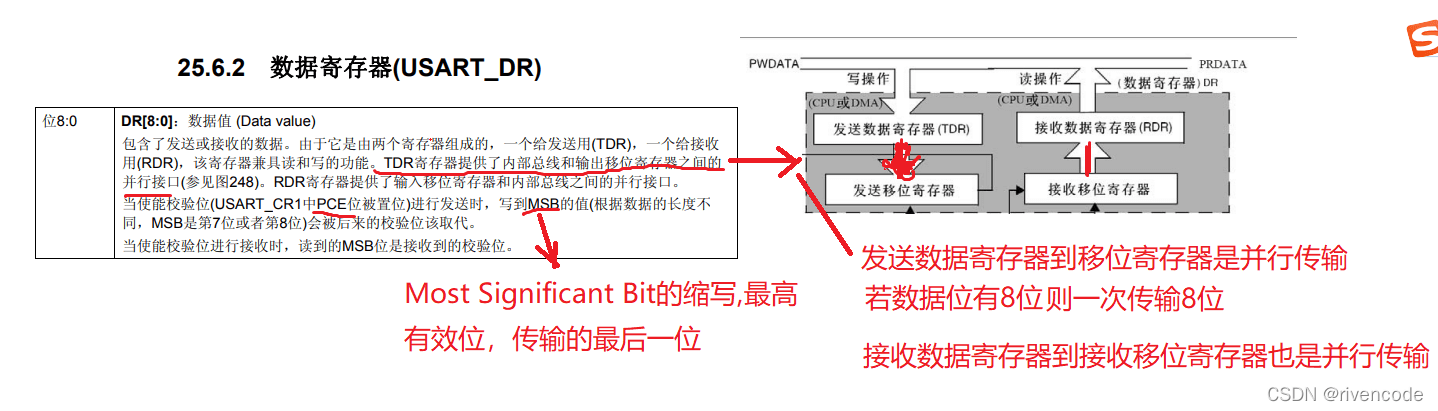 25.6.2 数据寄存器(USART_DR)
位8:0
DR[8:0]：数据值 (Data value)
包含了发送或接收的数据。由于它是由两个寄存器组成的，一个给发送用(TDR)，一个给接收
用(RDR)，该寄存器兼具读和写的功能。TDR寄存器提供了内部总线和输出移位寄存器之间的
并行接口(参见图248)。RDR寄存器提供了输入移位寄存器和内部总线之间的并行接口。
当使能校验位(USART_CR1中PCE位被置位)进行发送时，写到MSB的值(根据数据的长度不
同，MSB是第7位或者第8位)会被后来的校验位该取代。
当使能校验位进行接收时，读到的MSB位是接收到的校验位。
Most Significant Bit的缩写,最高
有效位，传输的最后一位
PWDATA
PRDATA
写操作
读操作
(数据寄存器) DR
(CPU或DMA)
(CPU或DMA)
发送数据寄存器(TDR)
接收数据寄存器(RDR)
发送移位寄存器
接收移位寄存器
发送数据寄存器到移位寄存器是并行传输
若数据位有8位则一次传输8位
接收数据寄存器到接收移位寄存器也是并行传输
S
CSDN @rivencode